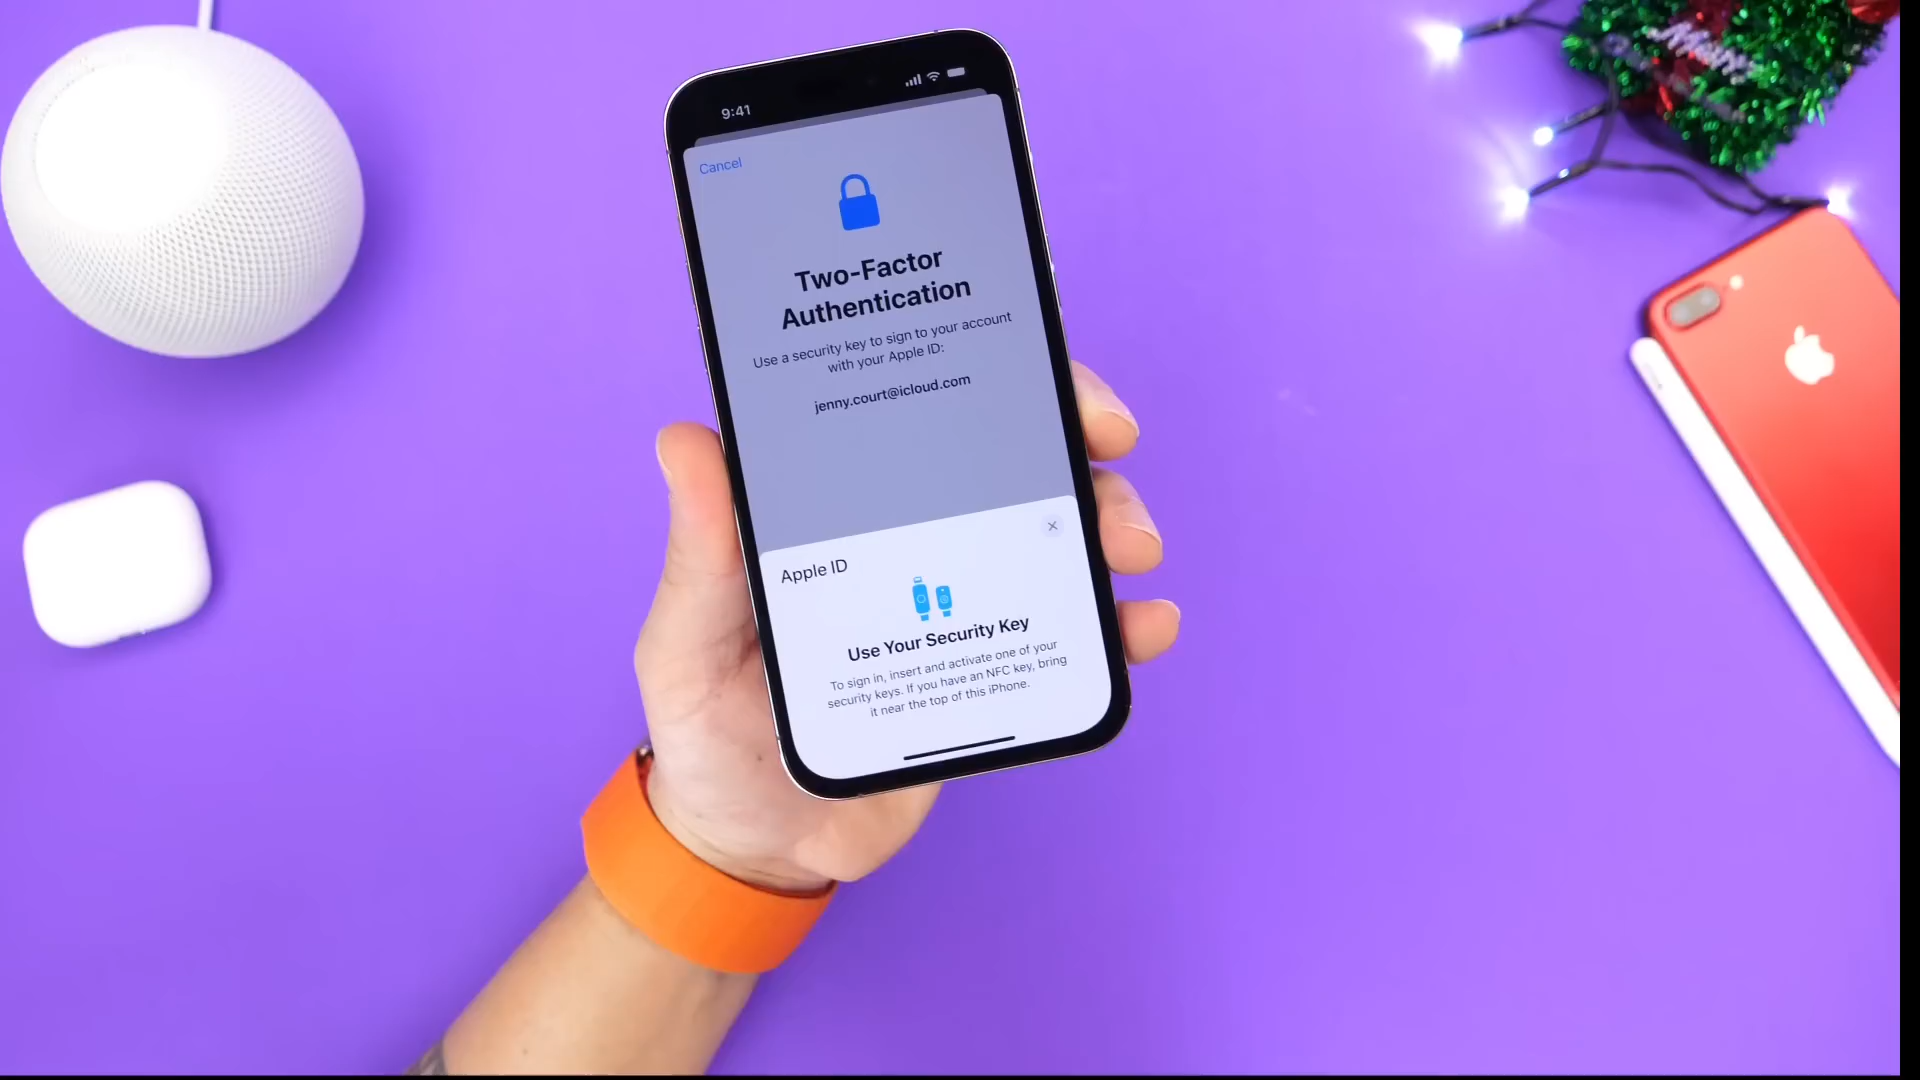 9:41
Cancel
Two-Factor
Authentication
Use a security key to sign to your account
with your Apple ID:
jenny.court@icloud.com
Apple ID
Use Your Security Key
To sign in, insert and activate one of your
security keys. If you have an NFC key, bring
it near the top of this iPhone.